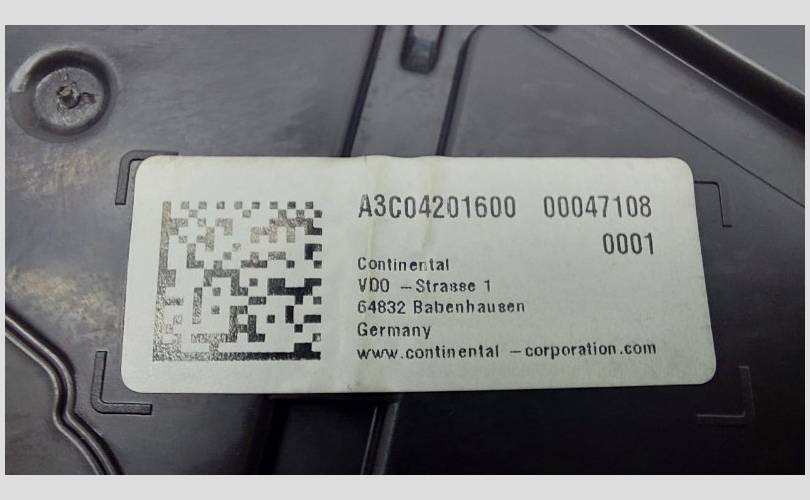 A3C04201600 00047108
0001
Continental
VDO – Strasse 1
64832 Babenhausen
Germany
www.continental – corporation.com